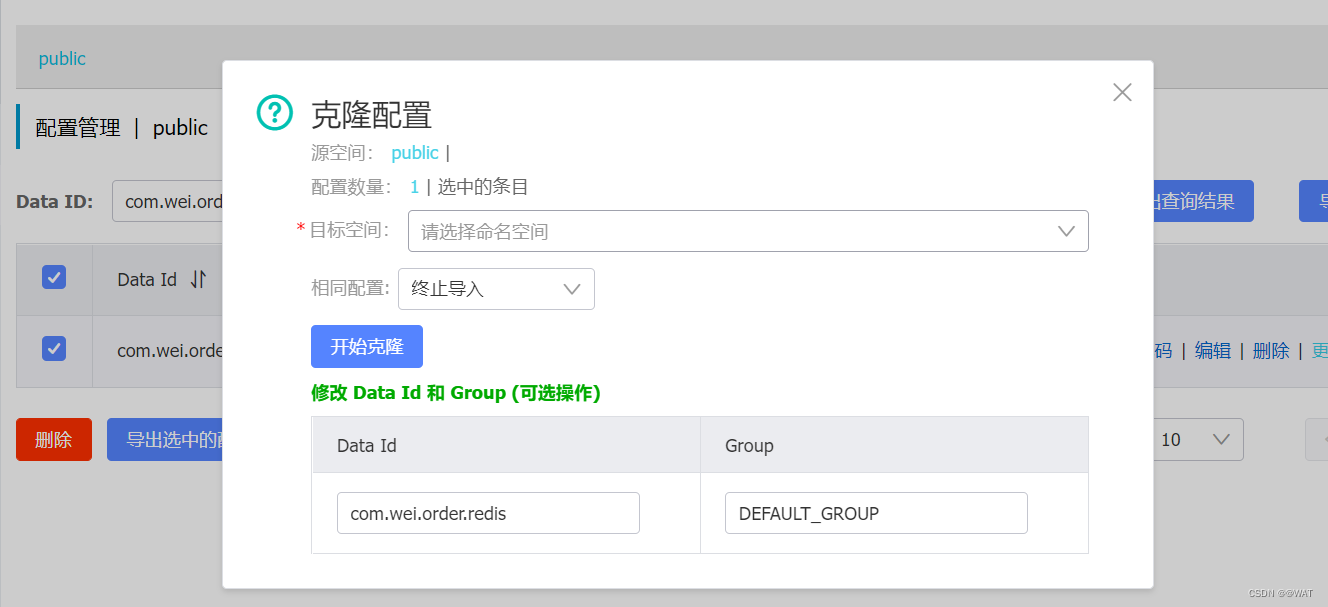 public
配置管理 | public
Data ID:
com.wei.ord
出查询结果
Data Id
com.wei.orde
码 | 编辑 | 删除 | 更
删除
导出选中的配
10
克隆配置
源空间: public |
配置数量: 1 | 选中的条目
* 目标空间: 请选择命名空间
相同配置: 终止导入
开始克隆
修改 Data Id 和 Group (可选操作)
Data Id Group
com.wei.order.redis DEFAULT_GROUP
CSDN @@WAT